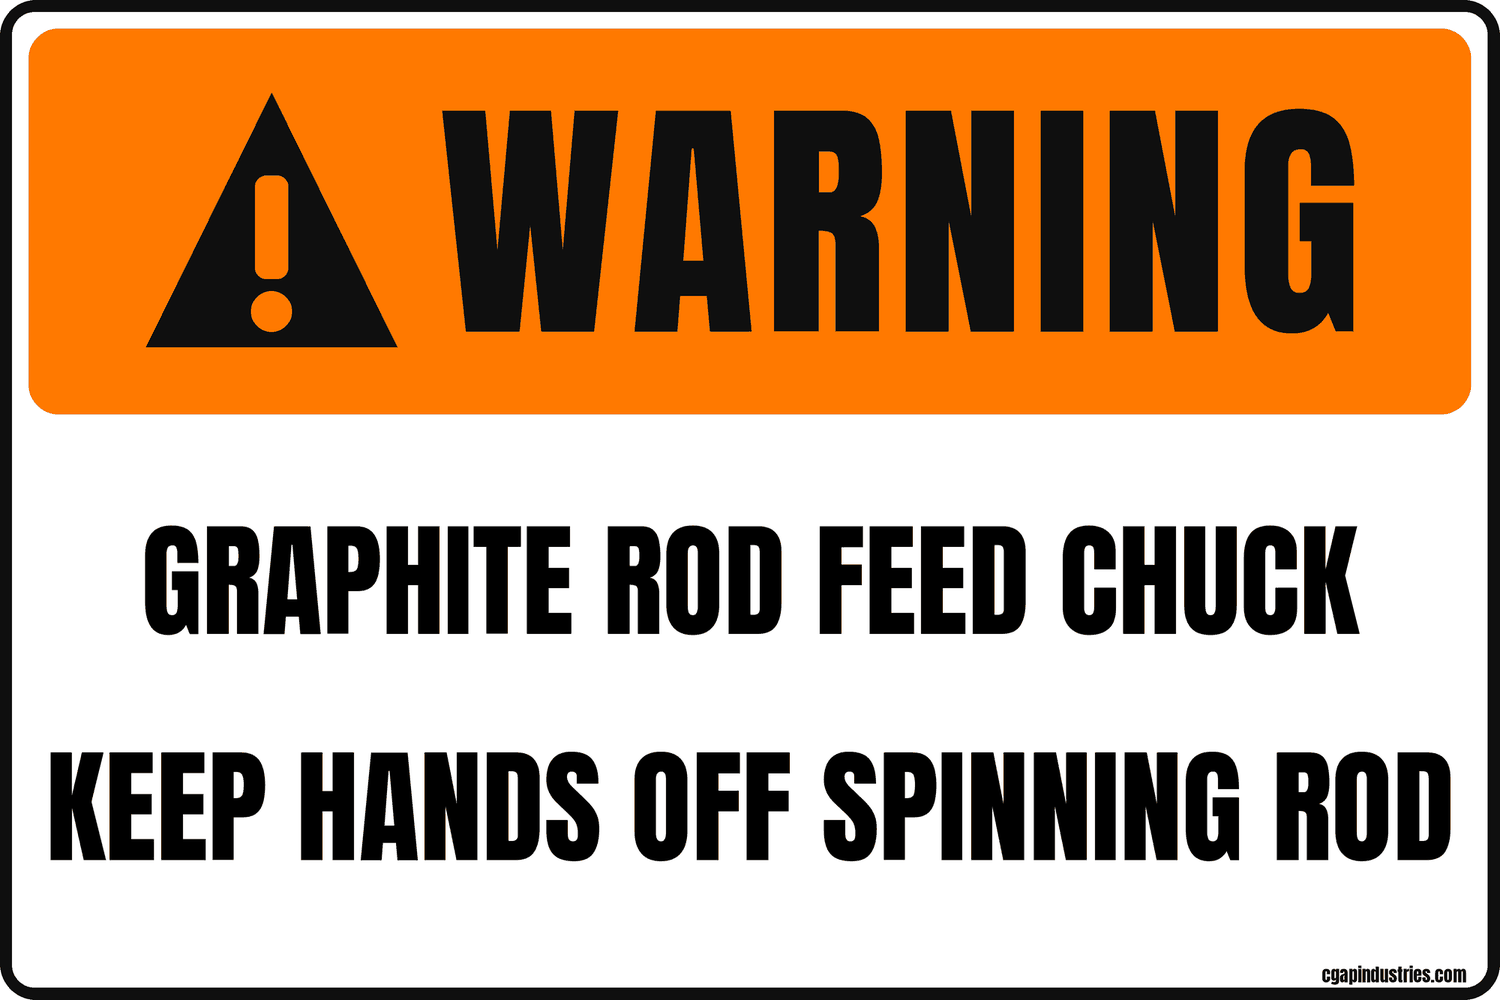 WARNING
GRAPHITE ROD FEED CHUCK
KEEP HANDS OFF SPINNING ROD
cgapindustries.com